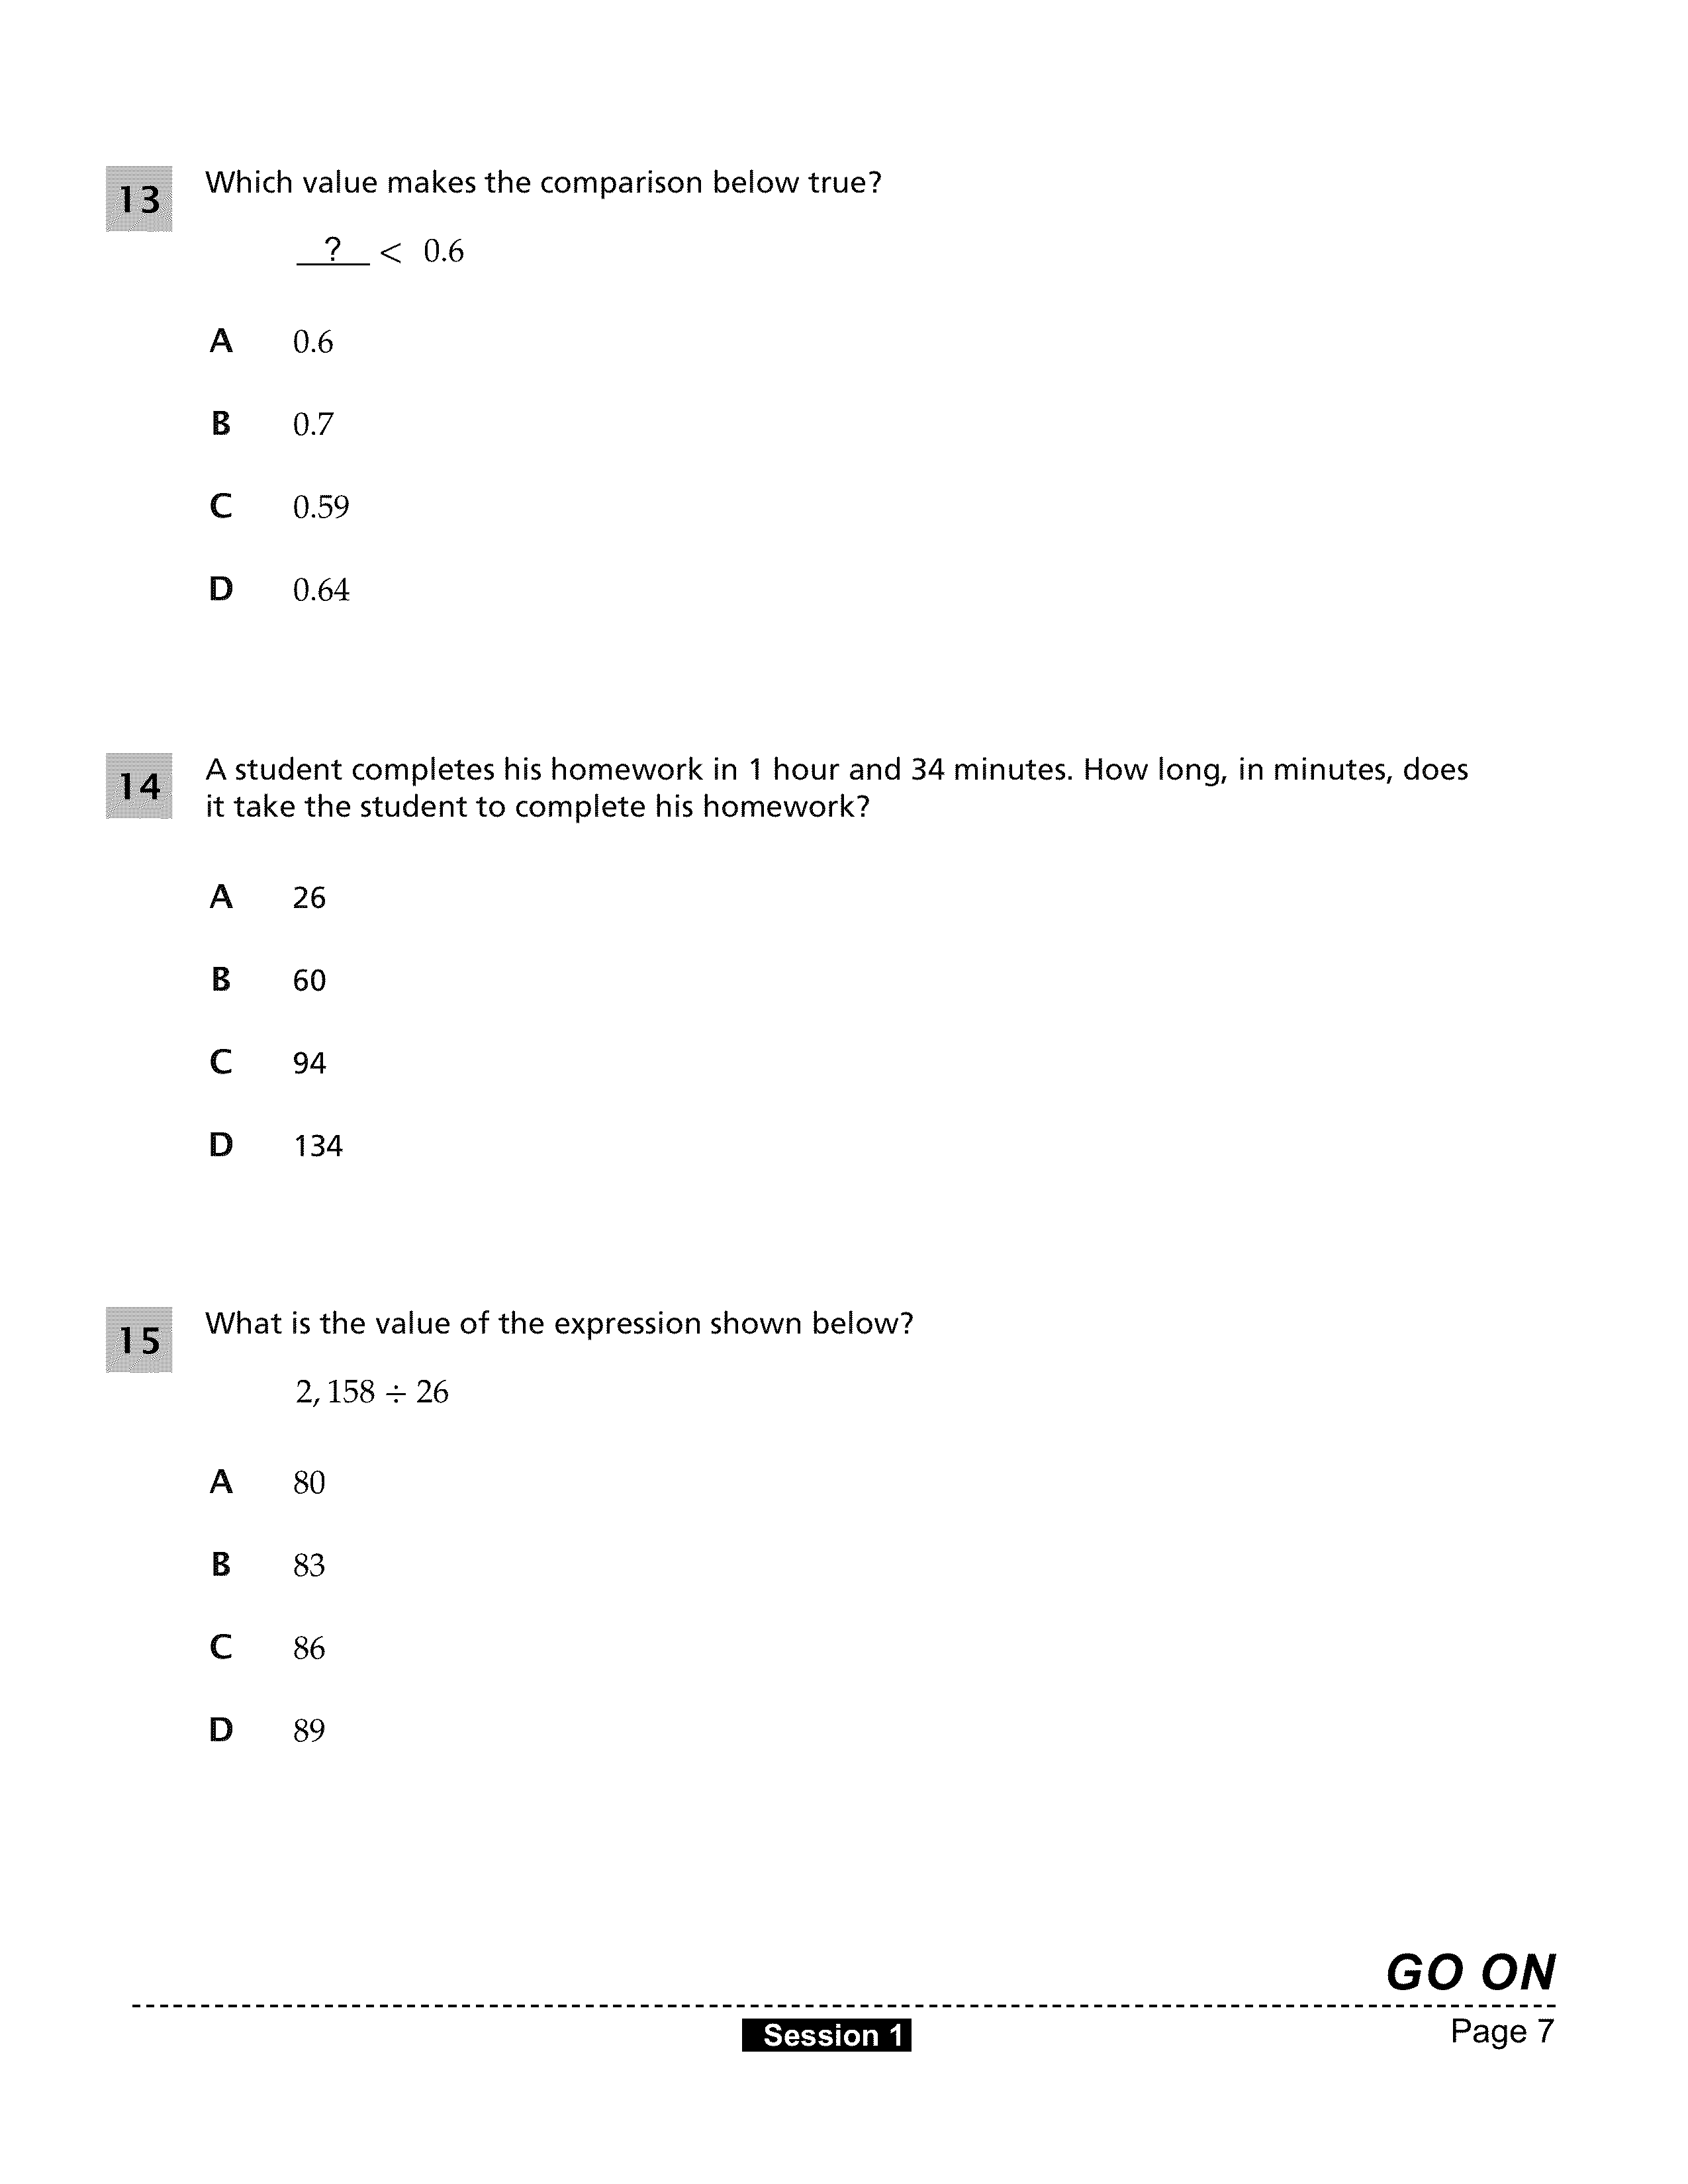 13 Which value makes the comparison below true?
? < 0.6
A 0.6
B 0.7
C 0.59
D 0.64
14 A student completes his homework in 1 hour and 34 minutes. How long, in minutes, does
it take the student to complete his homework?
A 26
B 60
C 94
D 134
15 What is the value of the expression shown below?
2,158 ÷ 26
A 80
B 83
C 86
D 89
GO ON
Session 1 Page 7